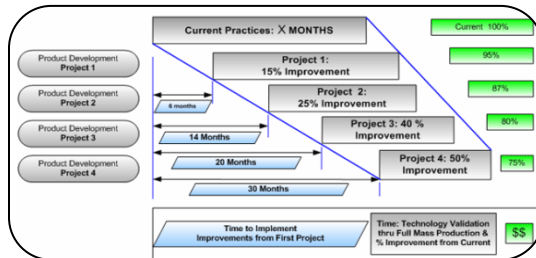 Current Practices: X MONTHS
Current 100%
Product Development
Project 1
Project 1:
15% Improvement
95%
Product Development
Project 2
6 months
Project 2:
25% Improvement
87%
Product Development
Project 3
14 Months
Project 3: 40 %
Improvement
80%
Product Development
Project 4
20 Months
Project 4: 50%
Improvement
75%
30 Months
Time to Implement
Improvements from First Project
Time: Technology Validation
thru Full Mass Production &
% Improvement from Current
$$